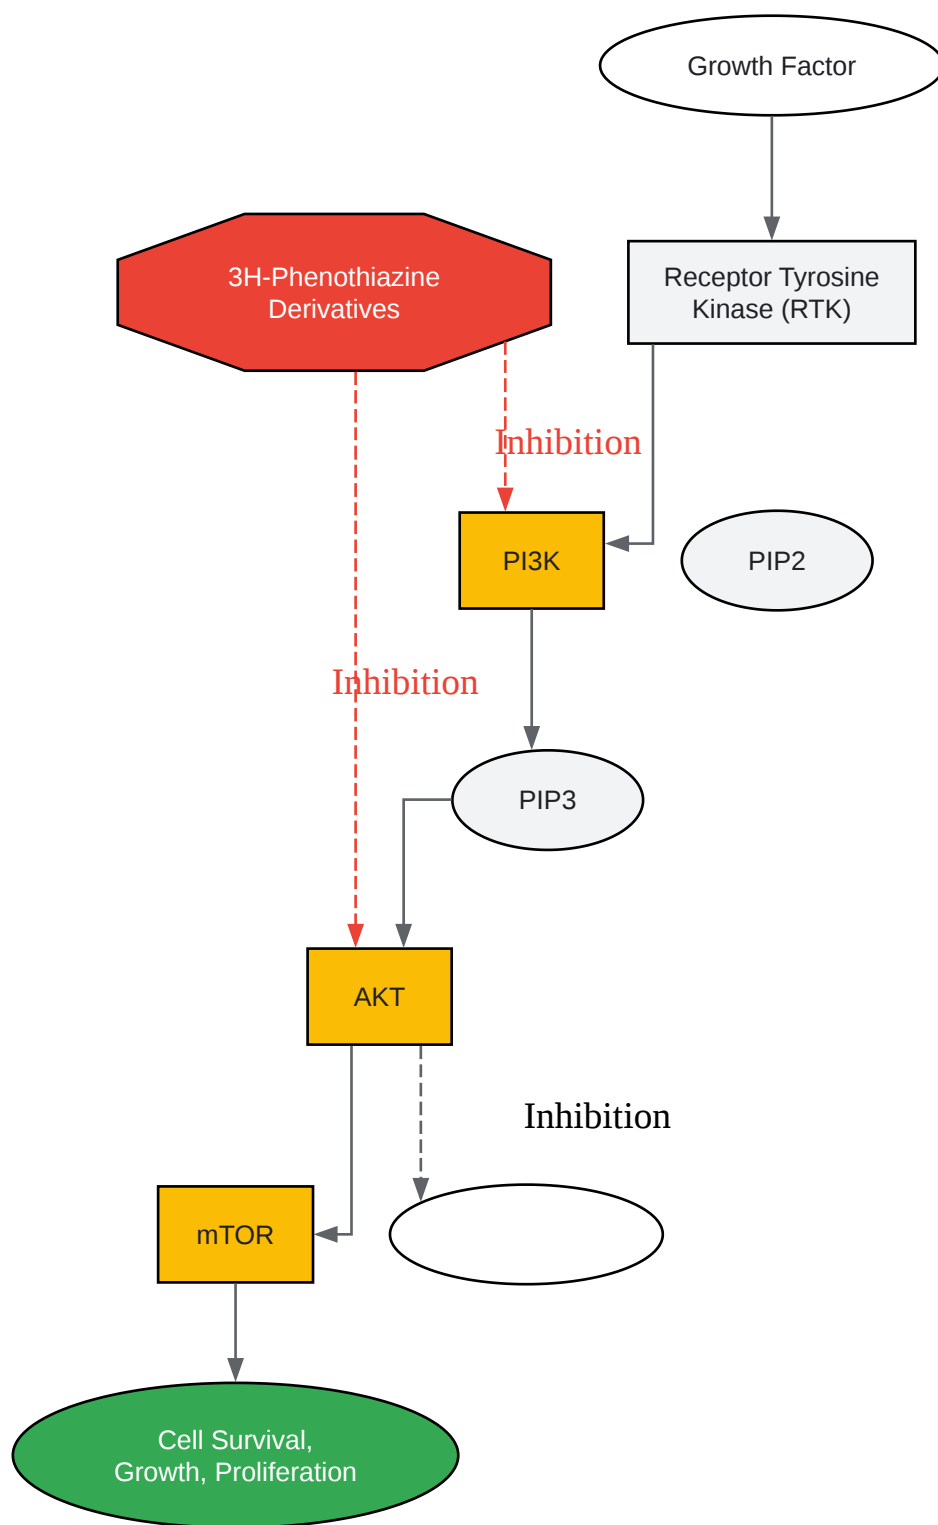 Growth Factor
3H-Phenothiazine
Derivatives
Receptor Tyrosine
Kinase (RTK)
Inhibition
PI3K
PIP2
Inhibition
PIP3
AKT
Inhibition
mTOR
Cell Survival,
Growth, Proliferation